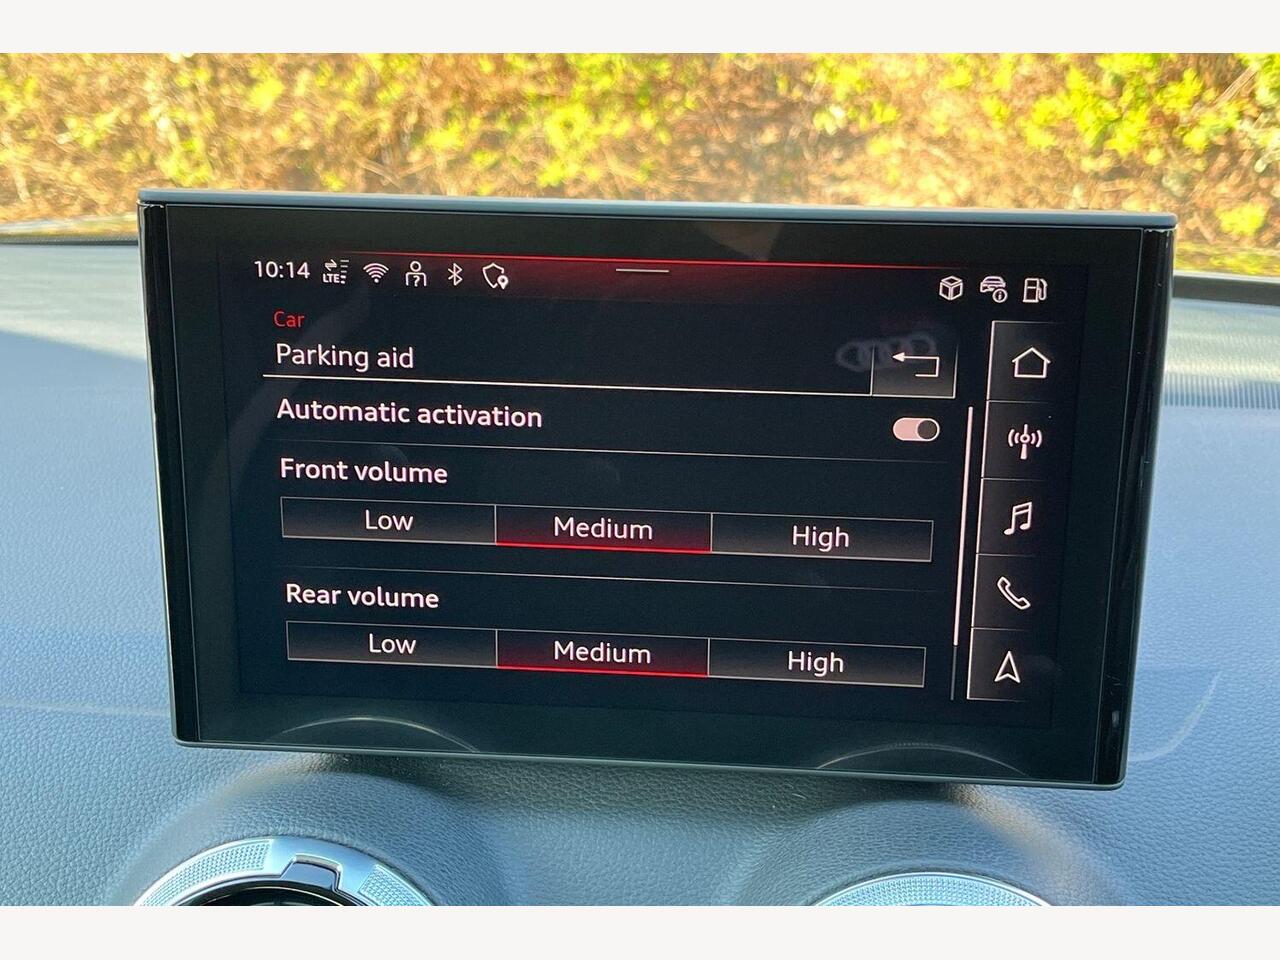 10:14 LTE
Car
Parking aid
Automatic activation
Front volume
Low Medium High
Rear volume
Low Medium High